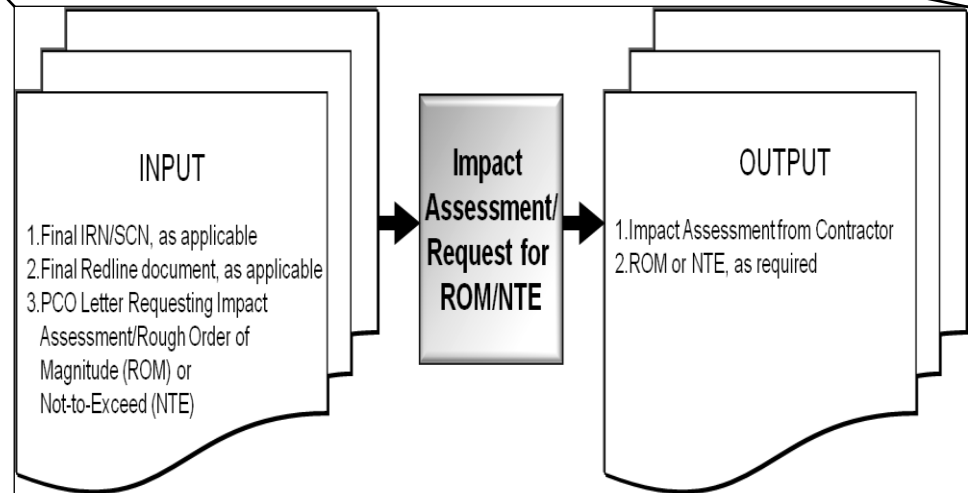 INPUT
1.Final IRN/SCN, as applicable
2.Final Redline document, as applicable
3.PCO Letter Requesting Impact
Assessment/Rough Order of
Magnitude (ROM) or
Not-to-Exceed (NTE)
Impact
Assessment/
Request for
ROM/NTE
OUTPUT
1.Impact Assessment from Contractor
2.ROM or NTE, as required